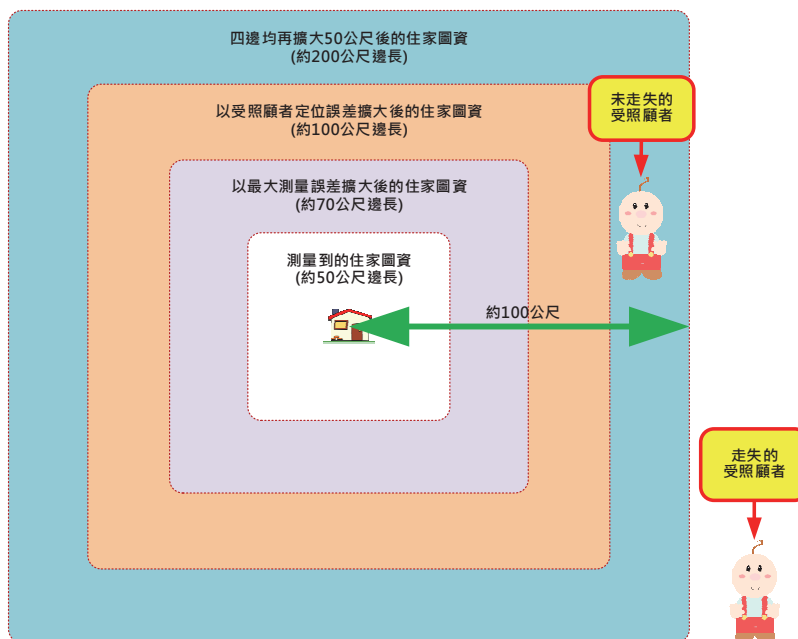 四邊均再擴大50公尺後的住家圖資
(約200公尺邊長)
未走失的
受照顧者
以受照顧者定位誤差擴大後的住家圖資
(約100公尺邊長)
以最大測量誤差擴大後的住家圖資
(約70公尺邊長)
測量到的住家圖資
(約50公尺邊長)
約100公尺
走失的
受照顧者